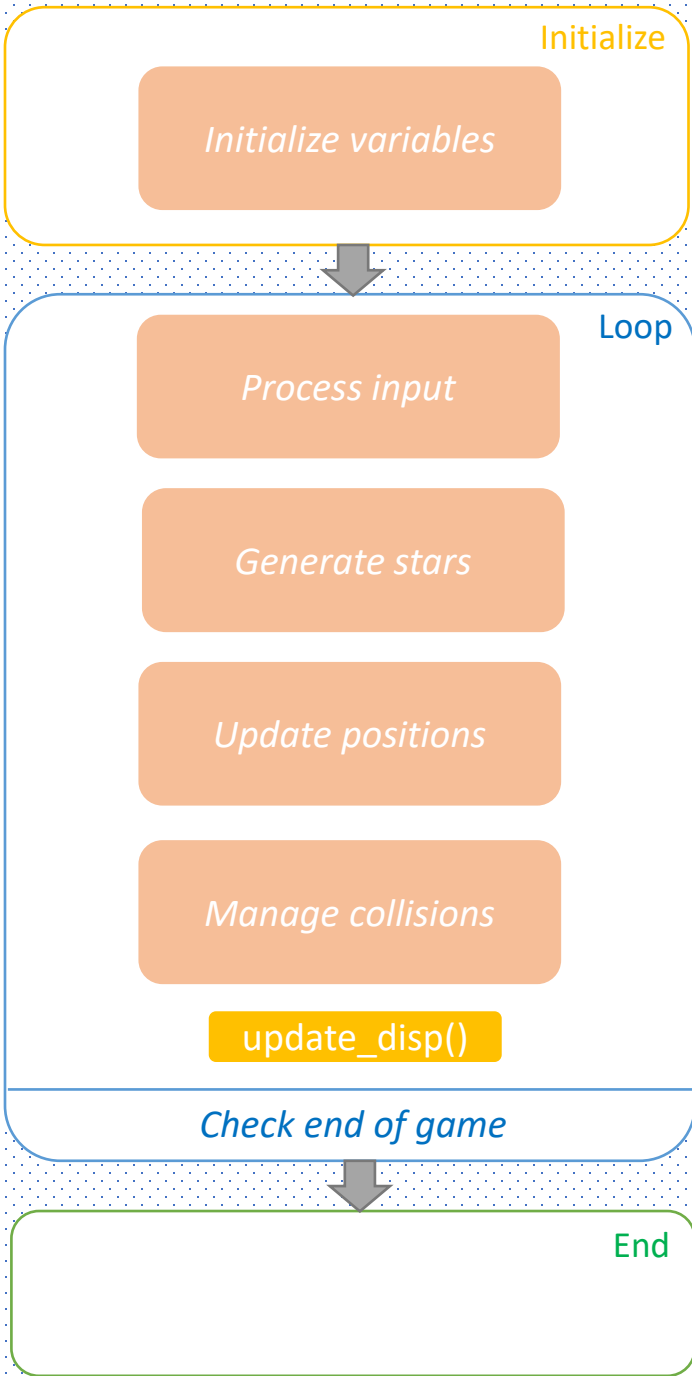 Initialize
Initialize variables
Loop
Process input
Generate stars
Update positions
Manage collisions
update_disp()
Check end of game
End